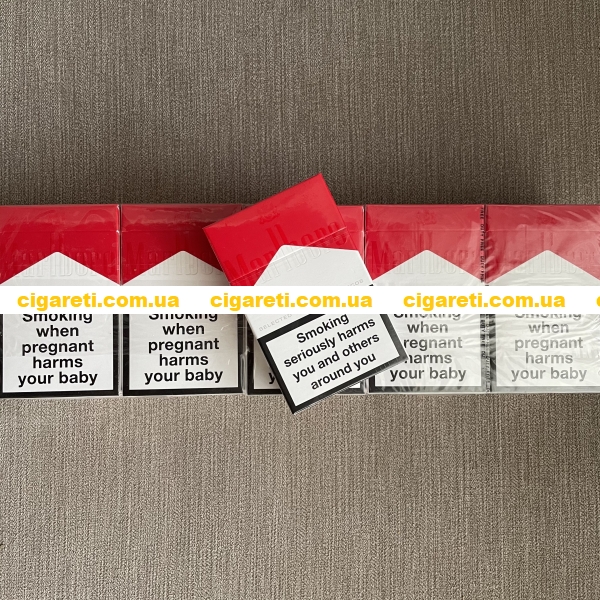 Marlboro
cigareti.com.ua cigareti.com.ua cigareti.com.ua
Smoking
when
pregnant
harms
your baby
Smoking
when
pregnant
harms
your baby
Smoking
seriously harms
you and others
around you
Smoking
when
pregnant
harms
your baby
Smoking
when
pregnant
harms
your baby